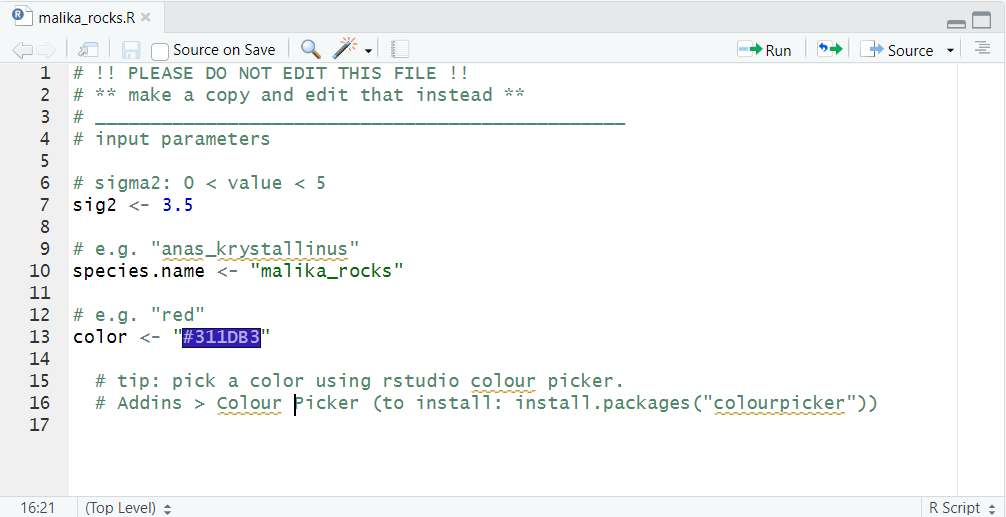 malika_rocks.R
Source on Save
Run
Source
1 # !! PLEASE DO NOT EDIT THIS FILE !!
2 # ** make a copy and edit that instead **
3 # ________________________________________________
4 # input parameters
5
6 # sigma2: 0 < value < 5
7 sig2 <- 3.5
8
9 # e.g. "anas_krystallinus"
10 species.name <- "malika_rocks"
11
12 # e.g. "red"
13 color <- "#311DB3"
14
15 # tip: pick a color using rstudio colour picker.
16 # Addins > Colour Picker (to install: install.packages("colourpicker"))
17
16:21
(Top Level)
R Script